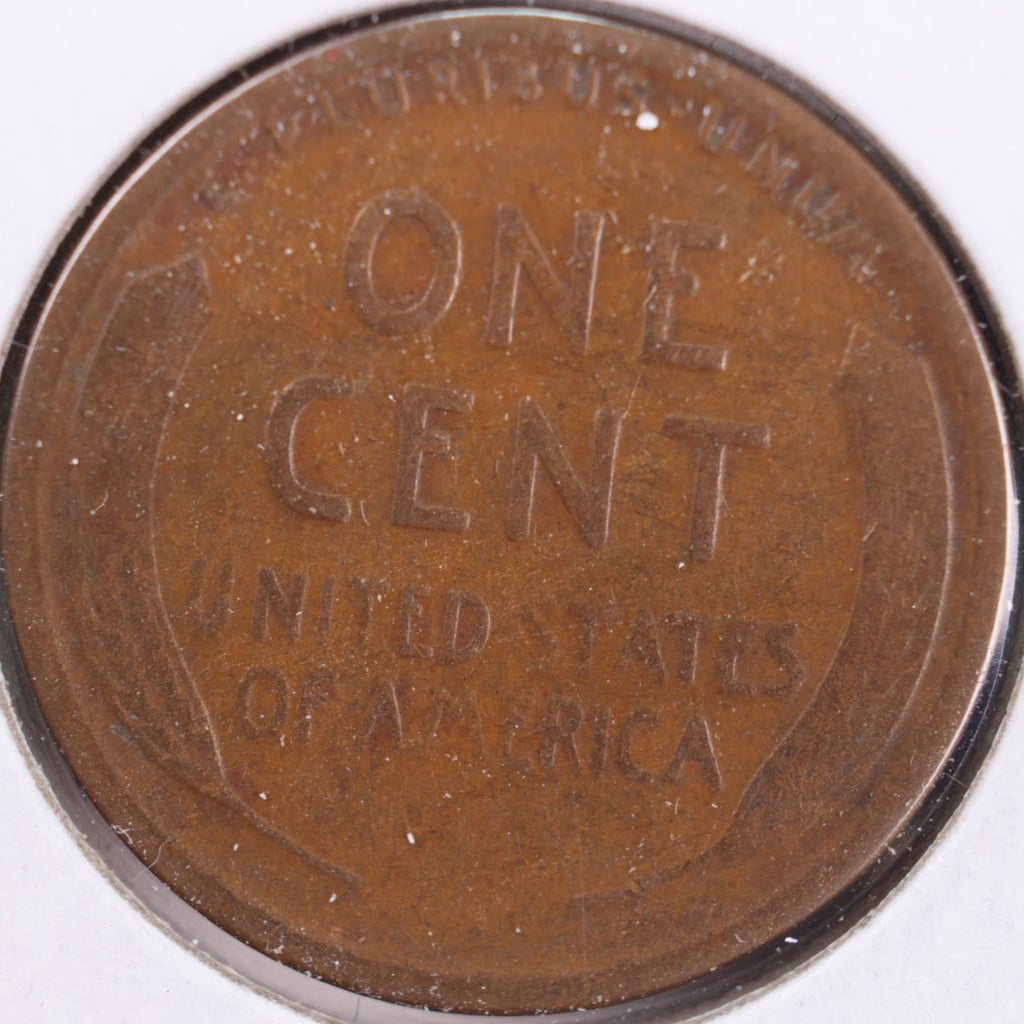 PLURIBUS UNUM
ONE
CENT
UNITED STATES
OF AMERICA